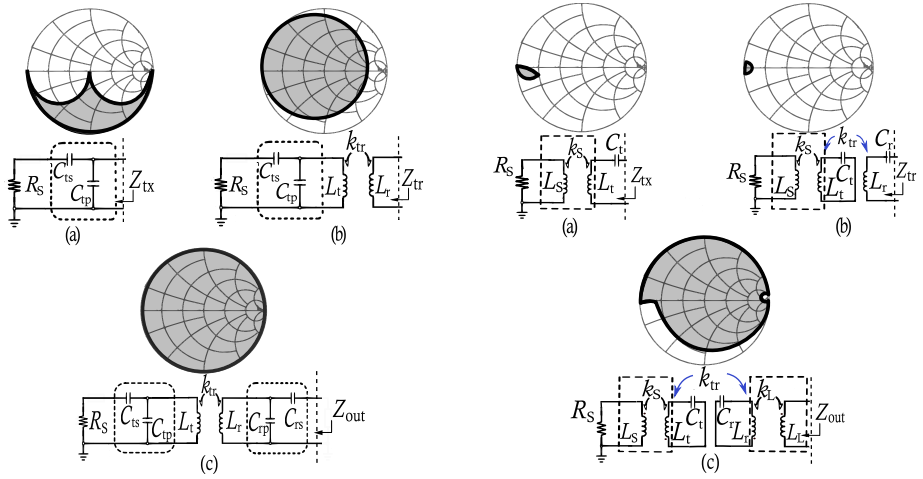 k_tr
R_S C_ts C_tp Z_tx
(a)
R_S C_ts C_tp L_t L_r Z_tr
(b)
k_tr
R_S C_ts C_tp L_t L_r C_rp C_rs Z_out
(c)
R_S L_S k_S L_t Z_tx
(a)
R_S L_S k_S L_t C_t k_tr L_r C_r Z_tr
(b)
k_tr
R_S L_S k_S L_t C_t C_r L_r k_L L_L Z_out
(c)